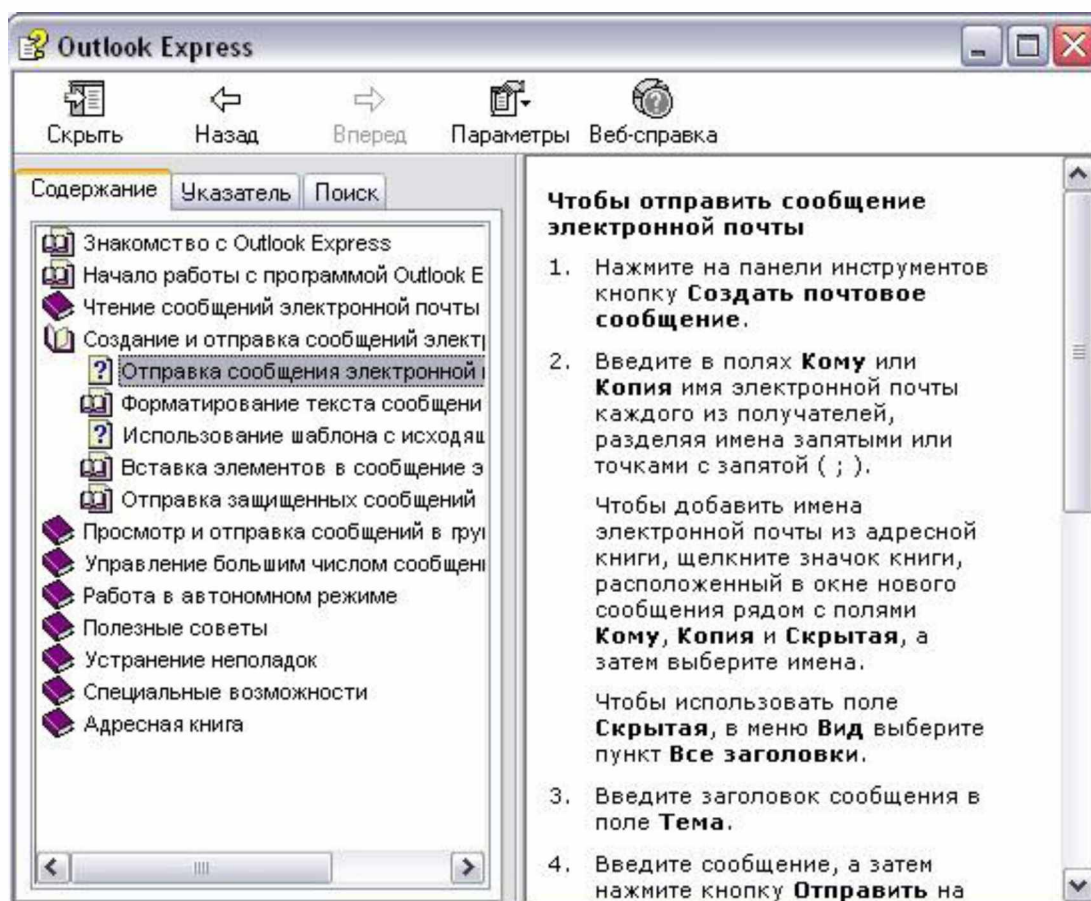 Outlook Express
Скрыть Назад Вперед Параметры Веб-справка
Содержание Указатель Поиск
Знакомство с Outlook Express
Начало работы с программой Outlook E
Чтение сообщений электронной почты
Создание и отправка сообщений элект
Отправка сообщения электронной
Форматирование текста сообщени
Использование шаблона с исходящ
Вставка элементов в сообщение э
Отправка защищенных сообщений
Просмотр и отправка сообщений в гру
Управление большим числом сообщен
Работа в автономном режиме
Полезные советы
Устранение неполадок
Специальные возможности
Адресная книга
Чтобы отправить сообщение
электронной почты
1. Нажмите на панели инструментов
кнопку Создать почтовое
сообщение.
2. Введите в полях Кому или
Копия имя электронной почты
каждого из получателей,
разделяя имена запятыми или
точками с запятой ( ; ).
Чтобы добавить имена
электронной почты из адресной
книги, щелкните значок книги,
расположенный в окне нового
сообщения рядом с полями
Кому, Копия и Скрытая, а
затем выберите имена.
Чтобы использовать поле
Скрытая, в меню Вид выберите
пункт Все заголовки.
3. Введите заголовок сообщения в
поле Тема.
4. Введите сообщение, а затем
нажмите кнопку Отправить на